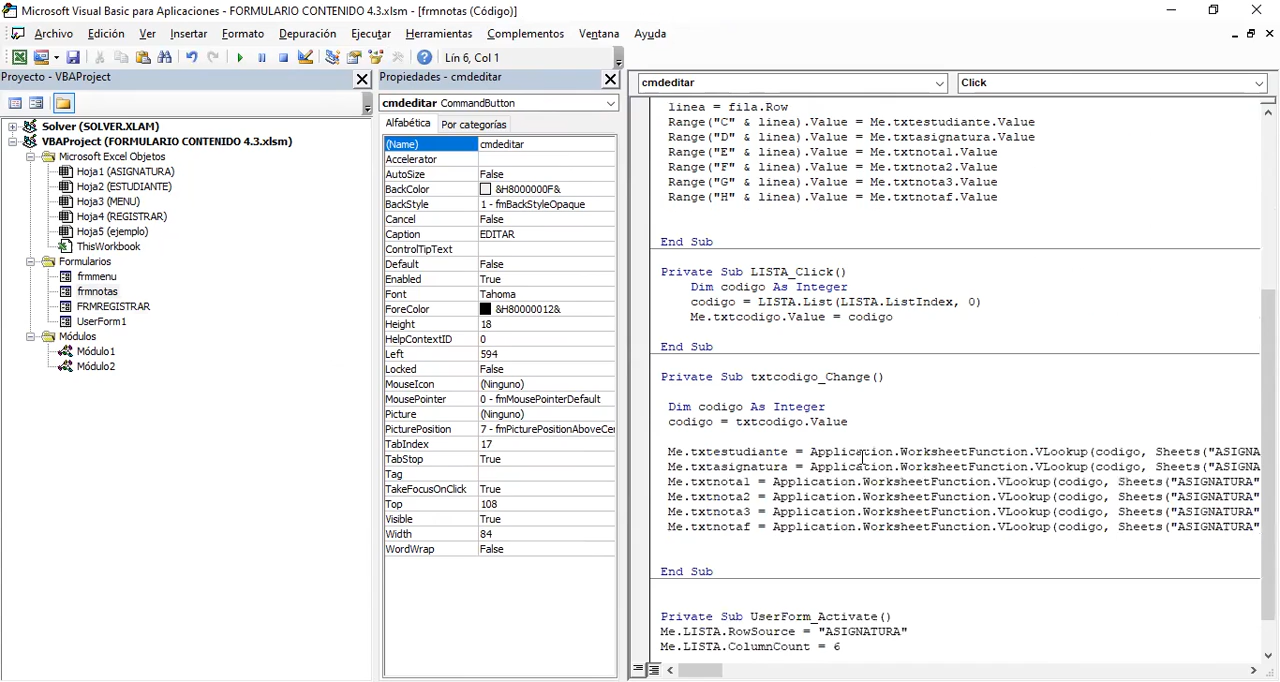 Microsoft Visual Basic para Aplicaciones - FORMULARIO CONTENIDO 4.3.xlsm - [frmnotas (Código)]
Archivo Edición Ver Insertar Formato Depuración Ejecutar Herramientas Complementos Ventana Ayuda
Lín 6, Col 1
Proyecto - VBAProject
Solver (SOLVER.XLAM)
VBAProject (FORMULARIO CONTENIDO 4.3.xlsm)
Microsoft Excel Objetos
Hoja1 (ASIGNATURA)
Hoja2 (ESTUDIANTE)
Hoja3 (MENU)
Hoja4 (REGISTRAR)
Hoja5 (ejemplo)
ThisWorkbook
Formularios
frmmenu
frmnotas
FRMREGISTRAR
UserForm1
Módulos
Módulo1
Módulo2
Propiedades - cmdeditar
cmdeditar CommandButton
Alfabética Por categorías
(Name) cmdeditar
Accelerator
AutoSize False
BackColor &H8000000F&
BackStyle 1 - fmBackStyleOpaque
Cancel False
Caption EDITAR
ControlTipText
Default False
Enabled True
Font Tahoma
ForeColor &H80000012&
Height 18
HelpContextID 0
Left 594
Locked False
MouseIcon (Ninguno)
MousePointer 0 - fmMousePointerDefault
Picture (Ninguno)
PicturePosition 7 - fmPicturePositionAboveCer
TabIndex 17
TabStop True
Tag
TakeFocusOnClick True
Top 108
Visible True
Width 84
WordWrap False
cmdeditar Click
linea = fila.Row
Range("C" & linea).Value = Me.txtestudiante.Value
Range("D" & linea).Value = Me.txtasignatura.Value
Range("E" & linea).Value = Me.txtnota1.Value
Range("F" & linea).Value = Me.txtnota2.Value
Range("G" & linea).Value = Me.txtnota3.Value
Range("H" & linea).Value = Me.txtnotaf.Value
End Sub
Private Sub LISTA_Click()
Dim codigo As Integer
codigo = LISTA.List(LISTA.ListIndex, 0)
Me.txtcodigo.Value = codigo
End Sub
Private Sub txtcodigo_Change()
Dim codigo As Integer
codigo = txtcodigo.Value
Me.txtestudiante = Application.WorksheetFunction.VLookup(codigo, Sheets("ASIGNA
Me.txtasignatura = Application.WorksheetFunction.VLookup(codigo, Sheets("ASIGNA
Me.txtnota1 = Application.WorksheetFunction.VLookup(codigo, Sheets("ASIGNATURA"
Me.txtnota2 = Application.WorksheetFunction.VLookup(codigo, Sheets("ASIGNATURA"
Me.txtnota3 = Application.WorksheetFunction.VLookup(codigo, Sheets("ASIGNATURA"
Me.txtnotaf = Application.WorksheetFunction.VLookup(codigo, Sheets("ASIGNATURA"
End Sub
Private Sub UserForm_Activate()
Me.LISTA.RowSource = "ASIGNATURA"
Me.LISTA.ColumnCount = 6